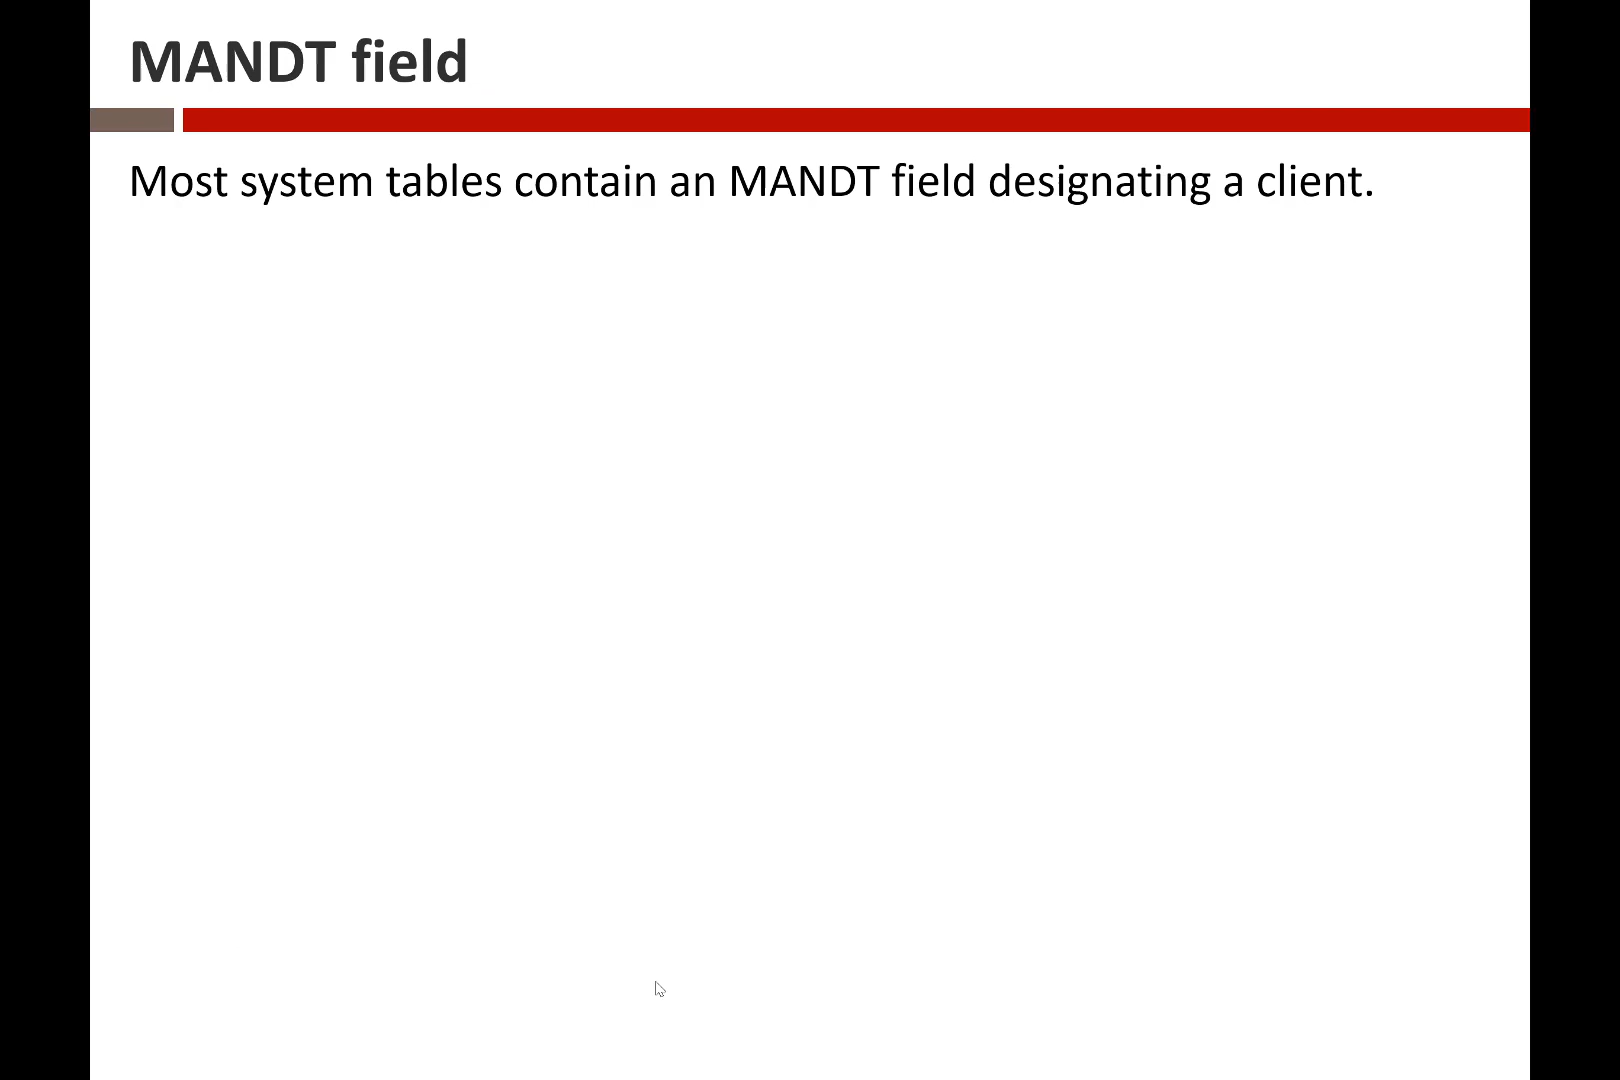 MANDT field
Most system tables contain an MANDT field designating a client.